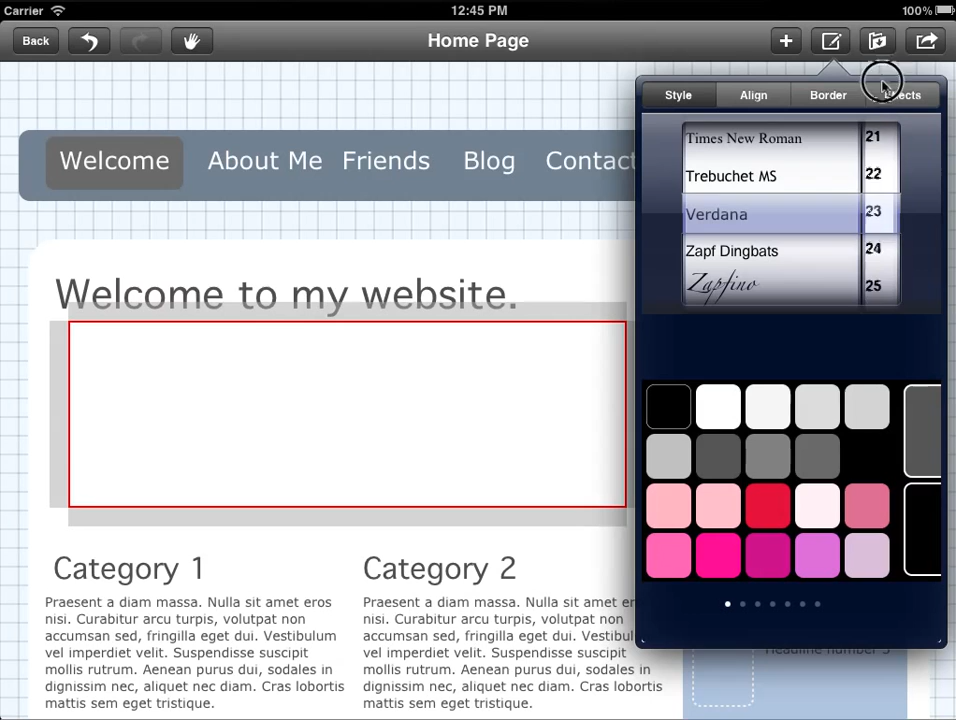 Carrier 12:45 PM 100%
Back Home Page
Style Align Border Effects
Times New Roman 21
Trebuchet MS 22
Verdana 23
Zapf Dingbats 24
Zapfino 25
Welcome About Me Friends Blog Contact
Welcome to my website.
Category 1
Praesent a diam massa. Nulla sit amet eros
nisi. Curabitur arcu turpis, volutpat non
accumsan sed, fringilla eget dui. Vestibulum
vel imperdiet velit. Suspendisse suscipit
mollis rutrum. Aenean purus dui, sodales in
dignissim nec, aliquet nec diam. Cras lobortis
mattis sem eget tristique.
Category 2
Praesent a diam massa. Nulla sit amet eros
nisi. Curabitur arcu turpis, volutpat non
accumsan sed, fringilla eget dui. Vestibulum
vel imperdiet velit. Suspendisse suscipit
mollis rutrum. Aenean purus dui, sodales in
dignissim nec, aliquet nec diam. Cras lobortis
mattis sem eget tristique.
Headline number 3